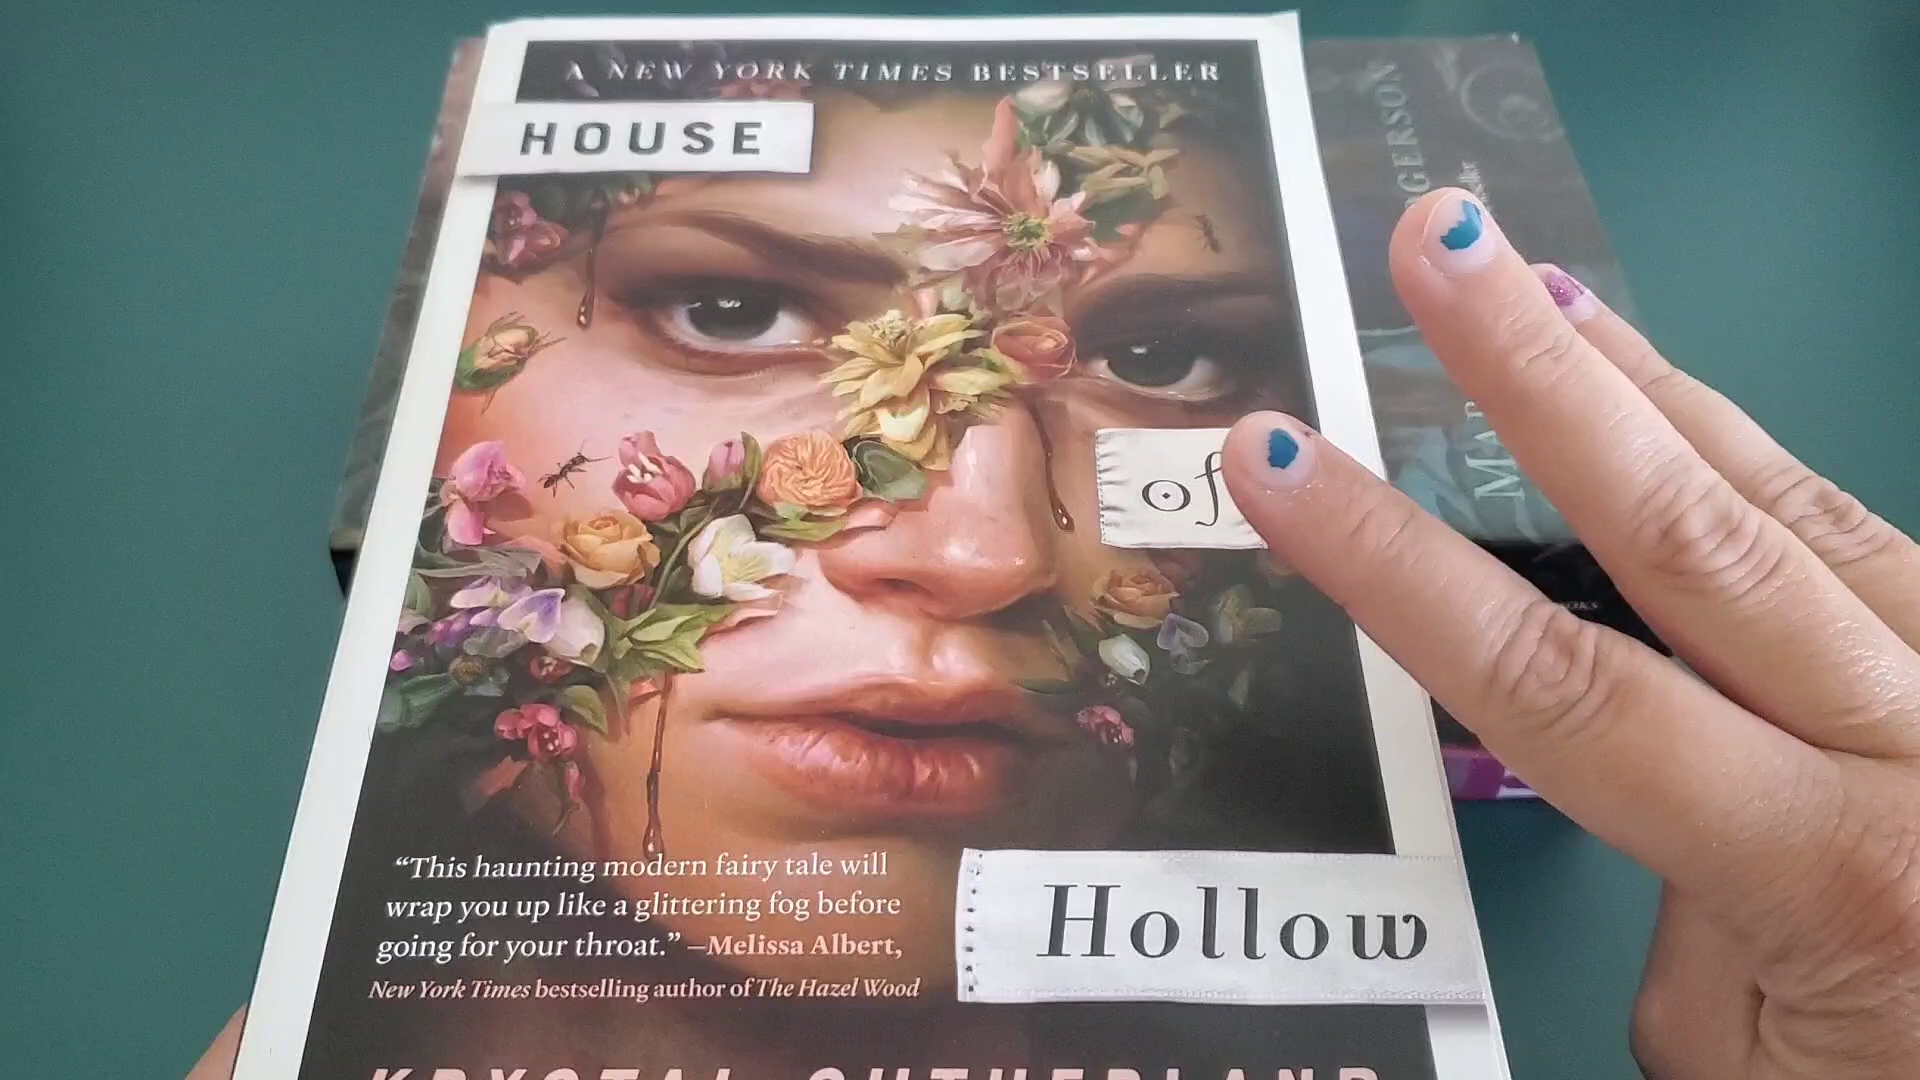 A NEW YORK TIMES BESTSELLER
HOUSE
of
Hollow
“This haunting modern fairy tale will
wrap you up like a glittering fog before
going for your throat.” —Melissa Albert,
New York Times bestselling author of The Hazel Wood
KRYSTAL SUTHERLAND
GERSON